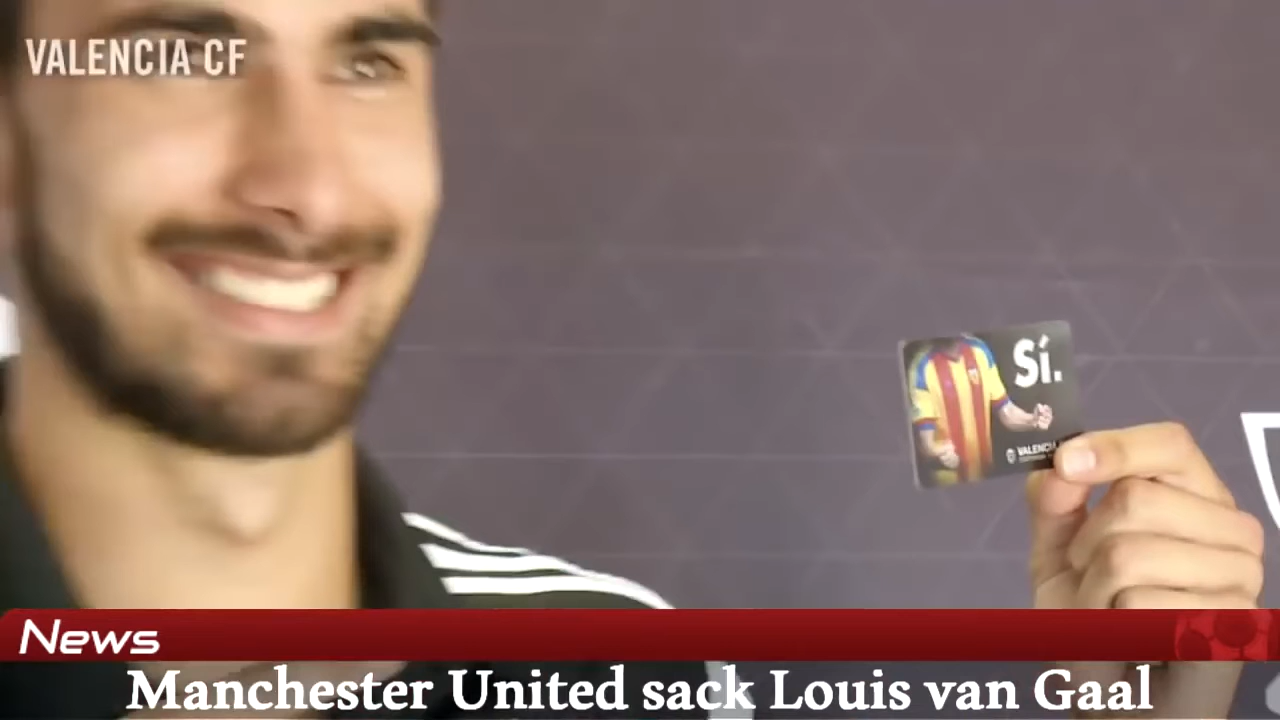 VALENCIA CF
Sí.
VALENCIA
News
Manchester United sack Louis van Gaal